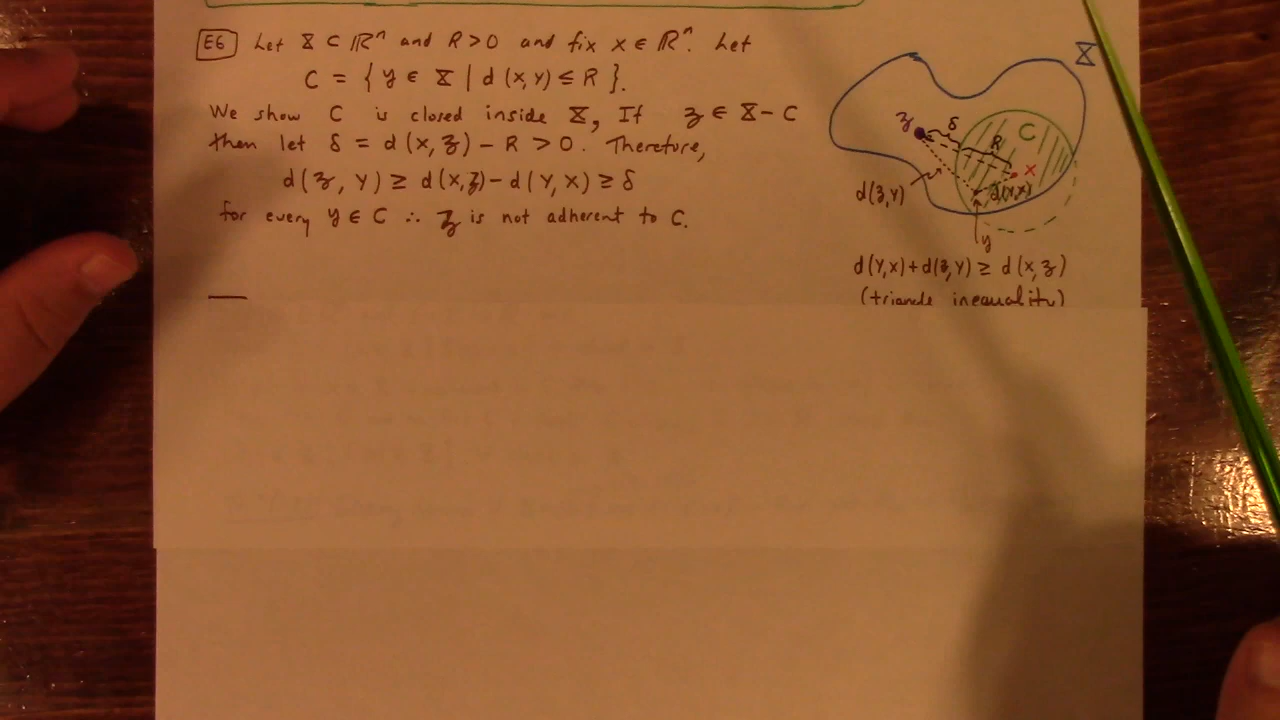 E6 Let X ⊂ ℝⁿ and R > 0 and fix x ∈ ℝⁿ. Let
C = { y ∈ X | d(x,y) ≤ R }.
We show C is closed inside X, If z ∈ X - C
then let δ = d(x,z) - R > 0. Therefore,
d(z, y) ≥ d(x,z) - d(y,x) ≥ δ
for every y ∈ C ∴ z is not adherent to C.
X
z
δ
C
R
x
d(z,y)
d(y,x)
y
d(y,x) + d(z,y) ≥ d(x,z)
(triangle inequality)